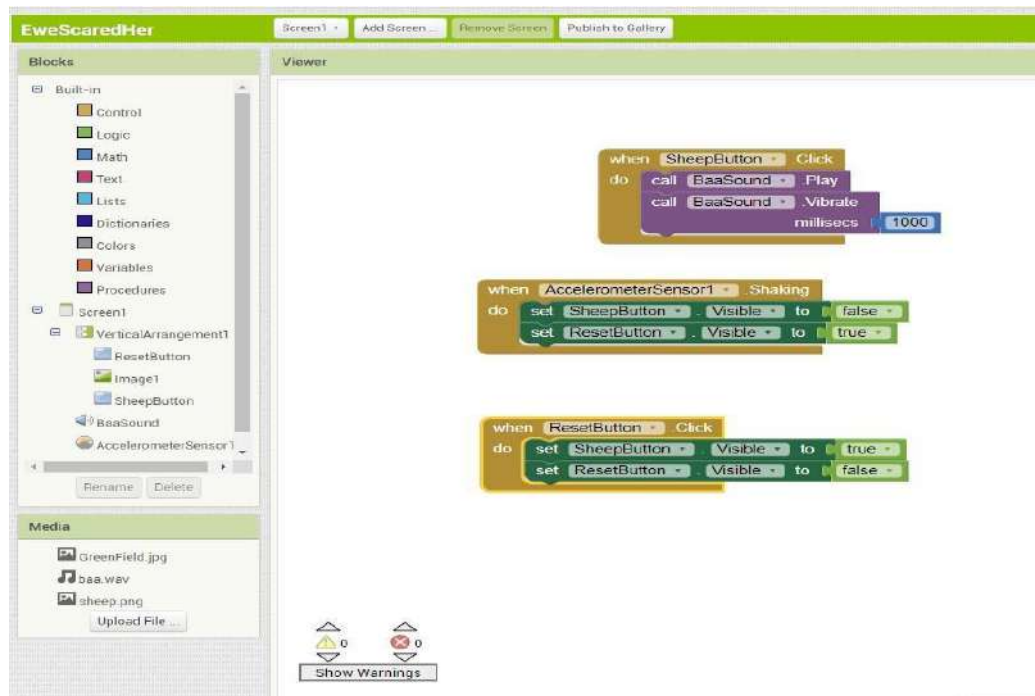 EweScaredHer Screen1 Add Screen ... Remove Screen Publish to Gallery
Blocks
Built-in
Control
Logic
Math
Text
Lists
Dictionaries
Colors
Variables
Procedures
Screen1
VerticalArrangement1
ResetButton
Image1
SheepButton
BaaSound
AccelerometerSensor1
Rename Delete
Media
GreenField.jpg
baa.wav
sheep.png
Upload File ...
Viewer
when SheepButton .Click
do call BaaSound .Play
call BaaSound .Vibrate
millisecs 1000
when AccelerometerSensor1 .Shaking
do set SheepButton . Visible to false
set ResetButton . Visible to true
when ResetButton .Click
do set SheepButton . Visible to true
set ResetButton . Visible to false
0 0
Show Warnings